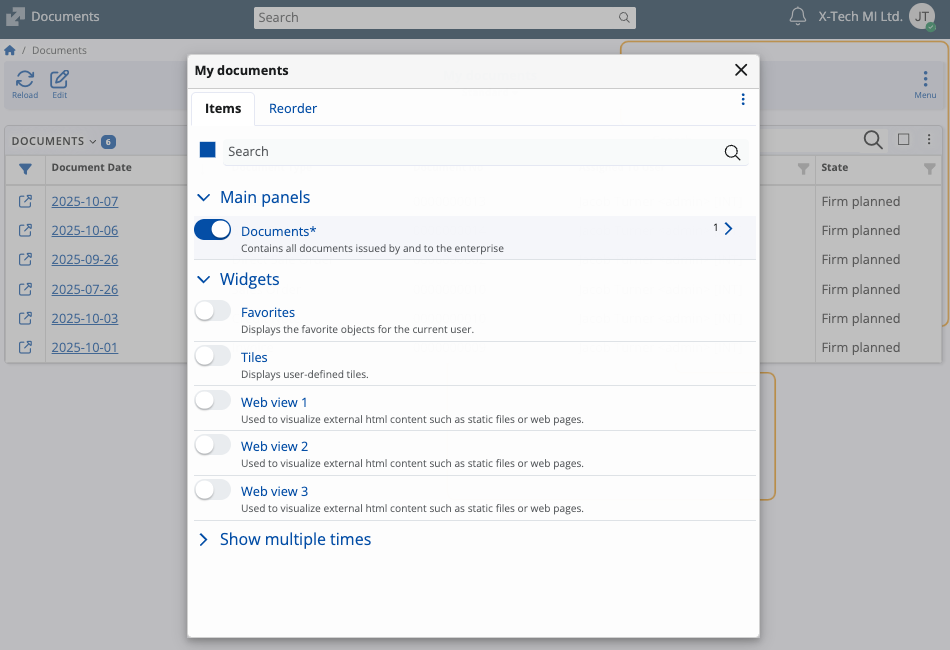 Documents
Search
X-Tech MI Ltd.
JT
/ Documents
Reload
Edit
Menu
My documents
Items
Reorder
Search
DOCUMENTS
6
Document Date
State
2025-10-07
Firm planned
2025-10-06
Firm planned
2025-09-26
Firm planned
2025-07-26
Firm planned
2025-10-03
Firm planned
2025-10-01
Firm planned
Main panels
Documents*
1
Contains all documents issued by and to the enterprise
Widgets
Favorites
Displays the favorite objects for the current user.
Tiles
Displays user-defined tiles.
Web view 1
Used to visualize external html content such as static files or web pages.
Web view 2
Used to visualize external html content such as static files or web pages.
Web view 3
Used to visualize external html content such as static files or web pages.
Show multiple times